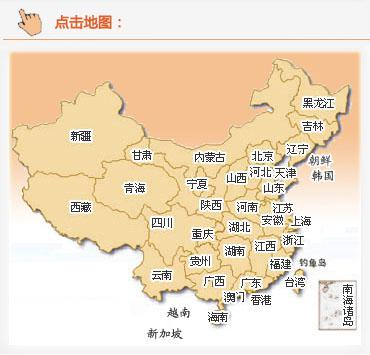 点击地图：
黑龙江
吉林
新疆
辽宁
甘肃
内蒙古
北京
朝鲜
韩国
河北
天津
山西
宁夏
青海
山东
陕西
河南
西藏
江苏
四川
安徽
上海
湖北
重庆
浙江
江西
湖南
贵州
福建
钓鱼岛
云南
广西
广东
台湾
南海诸岛
澳门
香港
越南
海南
新加坡